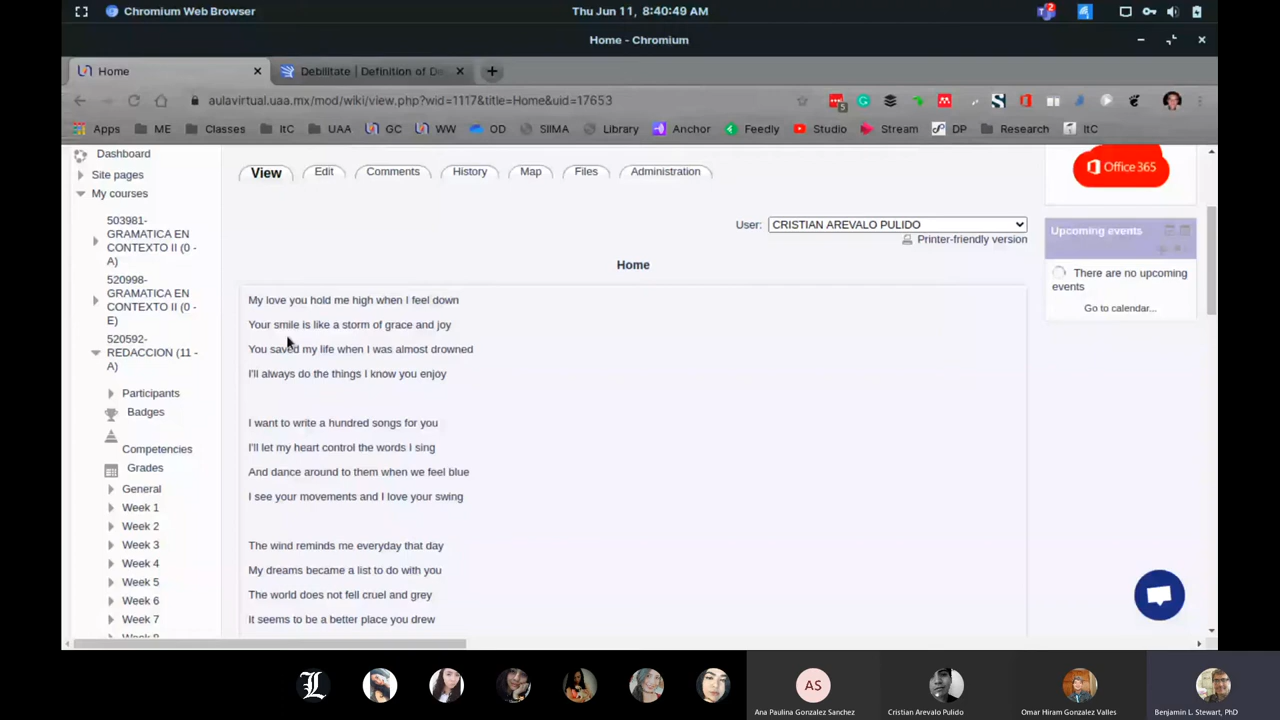 Chromium Web Browser
Thu Jun 11, 8:40:49 AM
2
Home - Chromium
Home
Debilitate | Definition of De
aulavirtual.uaa.mx/mod/wiki/view.php?wid=1117&title=Home&uid=17653
5
Apps ME Classes ItC UAA GC WW OD SIIMA Library Anchor Feedly Studio Stream DP Research ItC
Dashboard
Site pages
My courses
503981-
GRAMATICA EN
CONTEXTO II (0 -
A)
520998-
GRAMATICA EN
CONTEXTO II (0 -
E)
520592-
REDACCION (11 -
A)
Participants
Badges
Competencies
Grades
General
Week 1
Week 2
Week 3
Week 4
Week 5
Week 6
Week 7
View Edit Comments History Map Files Administration
User: CRISTIAN AREVALO PULIDO
Printer-friendly version
Home
My love you hold me high when I feel down
Your smile is like a storm of grace and joy
You saved my life when I was almost drowned
I'll always do the things I know you enjoy
I want to write a hundred songs for you
I'll let my heart control the words I sing
And dance around to them when we feel blue
I see your movements and I love your swing
The wind reminds me everyday that day
My dreams became a list to do with you
The world does not fell cruel and grey
It seems to be a better place you drew
Office 365
Upcoming events
There are no upcoming
events
Go to calendar...
L
AS
Ana Paulina Gonzalez Sanchez
Cristian Arevalo Pulido
Omar Hiram Gonzalez Valles
Benjamin L. Stewart, PhD